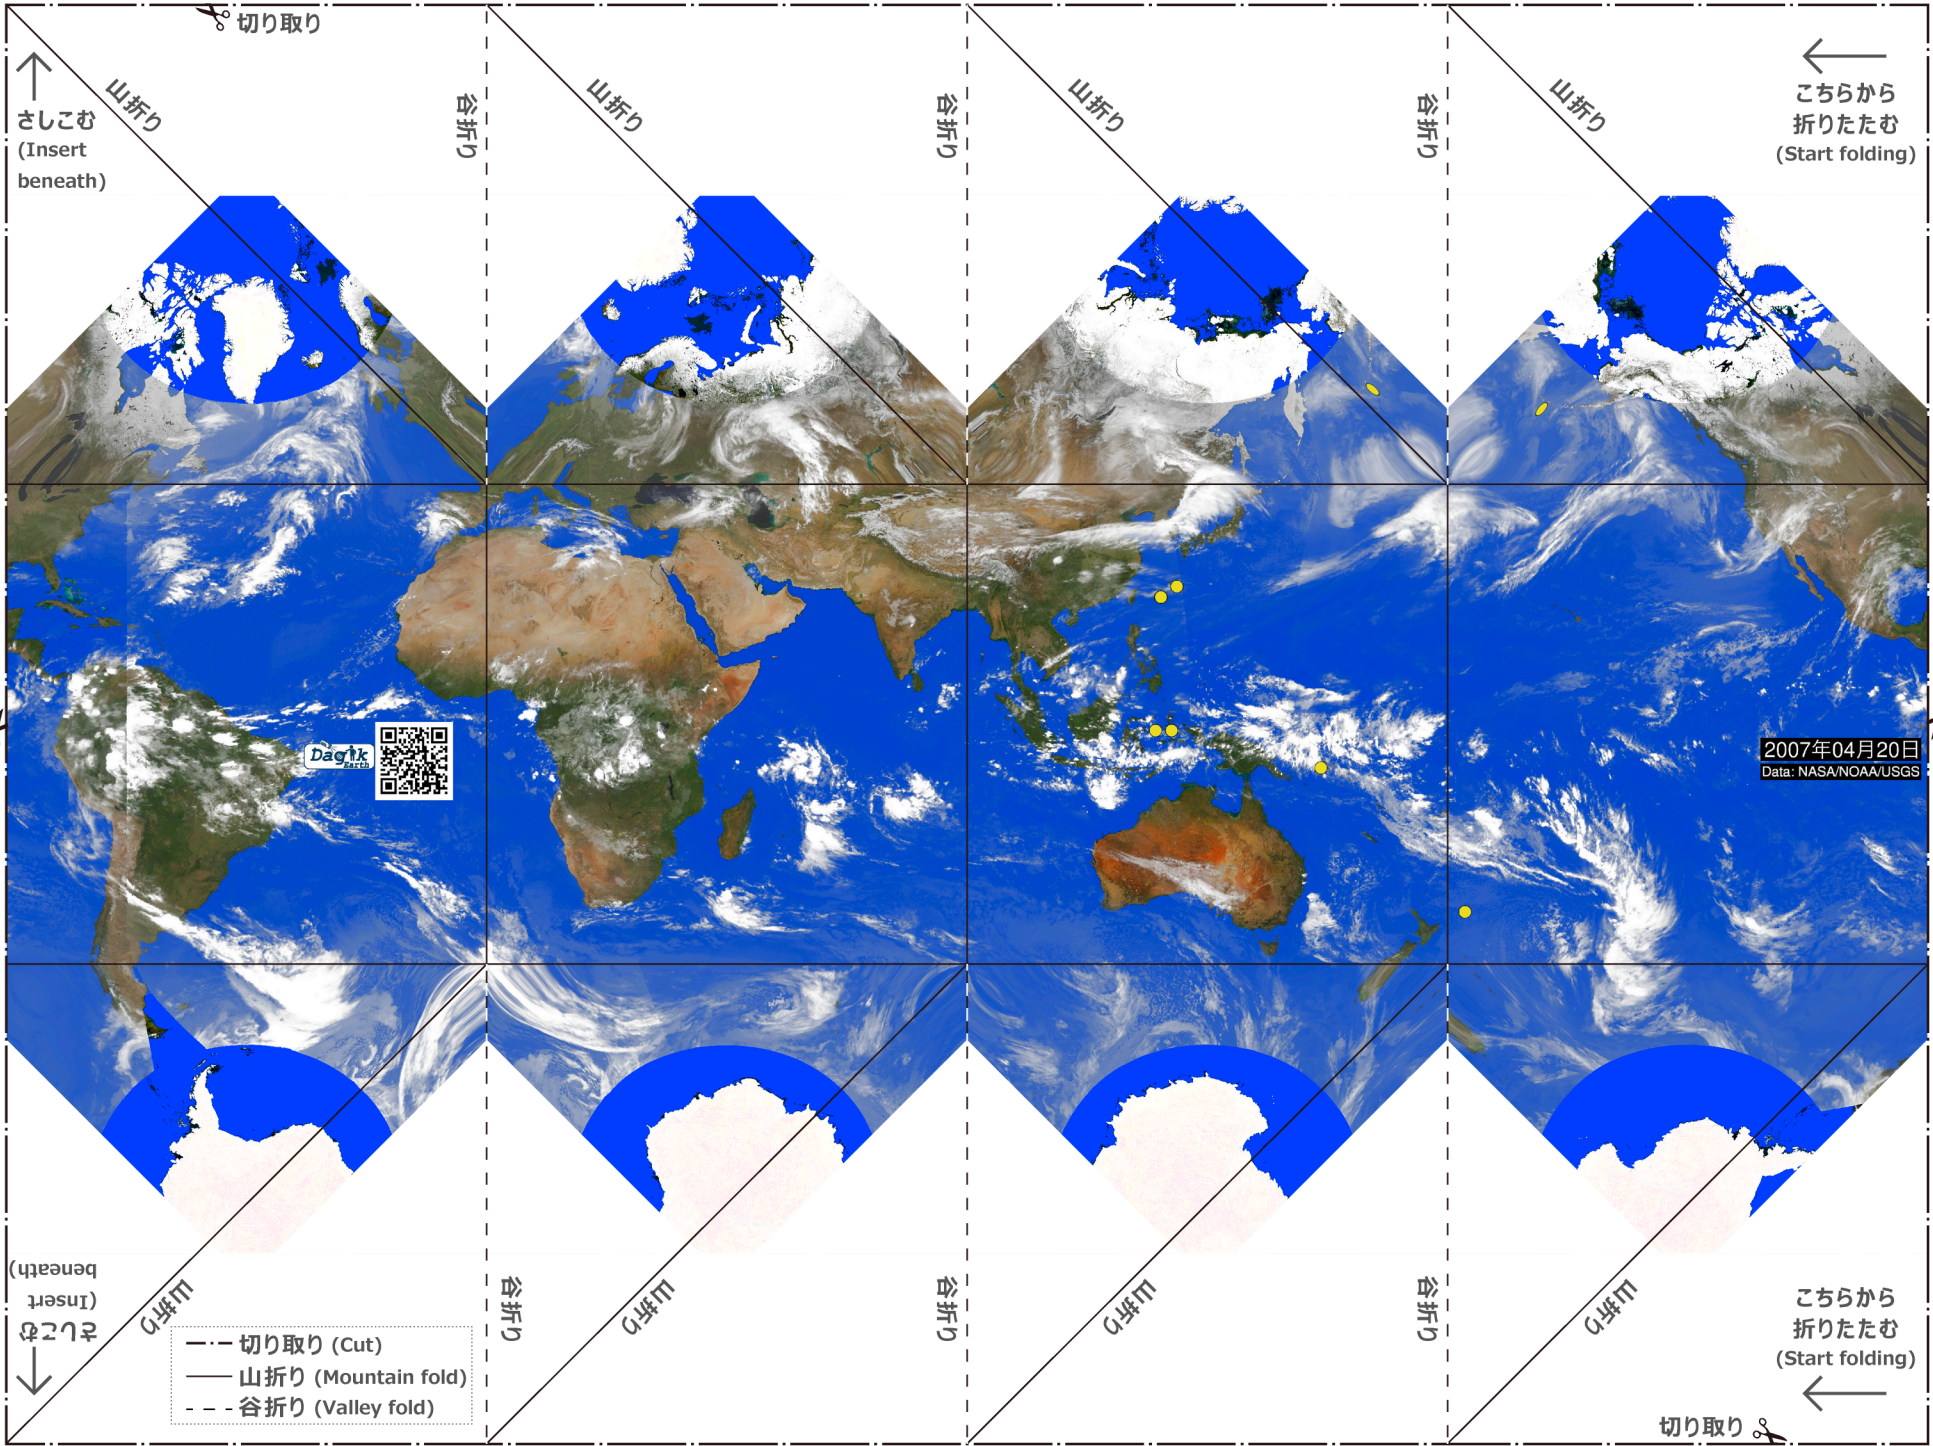 切り取り
山折り
谷折り
山折り
谷折り
山折り
谷折り
山折り
さしこむ
(Insert
beneath)
こちらから
折りたたむ
(Start folding)
Dagik
Earth
2007年04月20日
Data: NASA/NOAA/USGS
さしこむ
(Insert
beneath)
山折り
谷折り
山折り
谷折り
山折り
谷折り
山折り
切り取り (Cut)
山折り (Mountain fold)
谷折り (Valley fold)
こちらから
折りたたむ
(Start folding)
切り取り